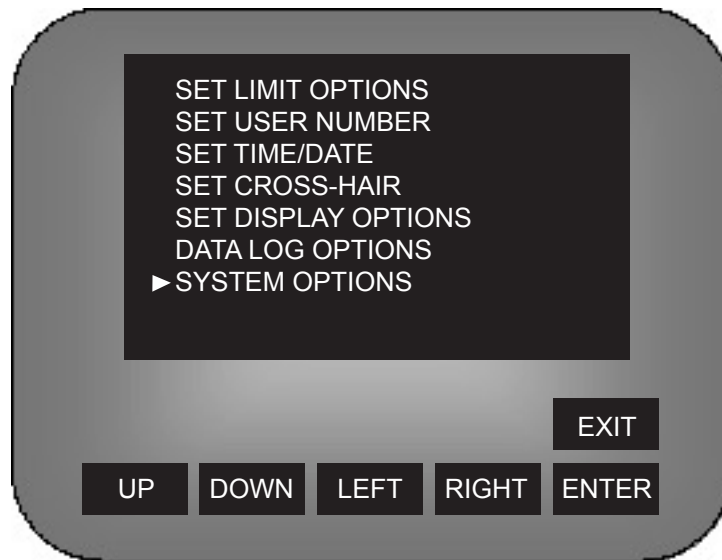 SET LIMIT OPTIONS
SET USER NUMBER
SET TIME/DATE
SET CROSS-HAIR
SET DISPLAY OPTIONS
DATA LOG OPTIONS
►SYSTEM OPTIONS
EXIT
UP DOWN LEFT RIGHT ENTER